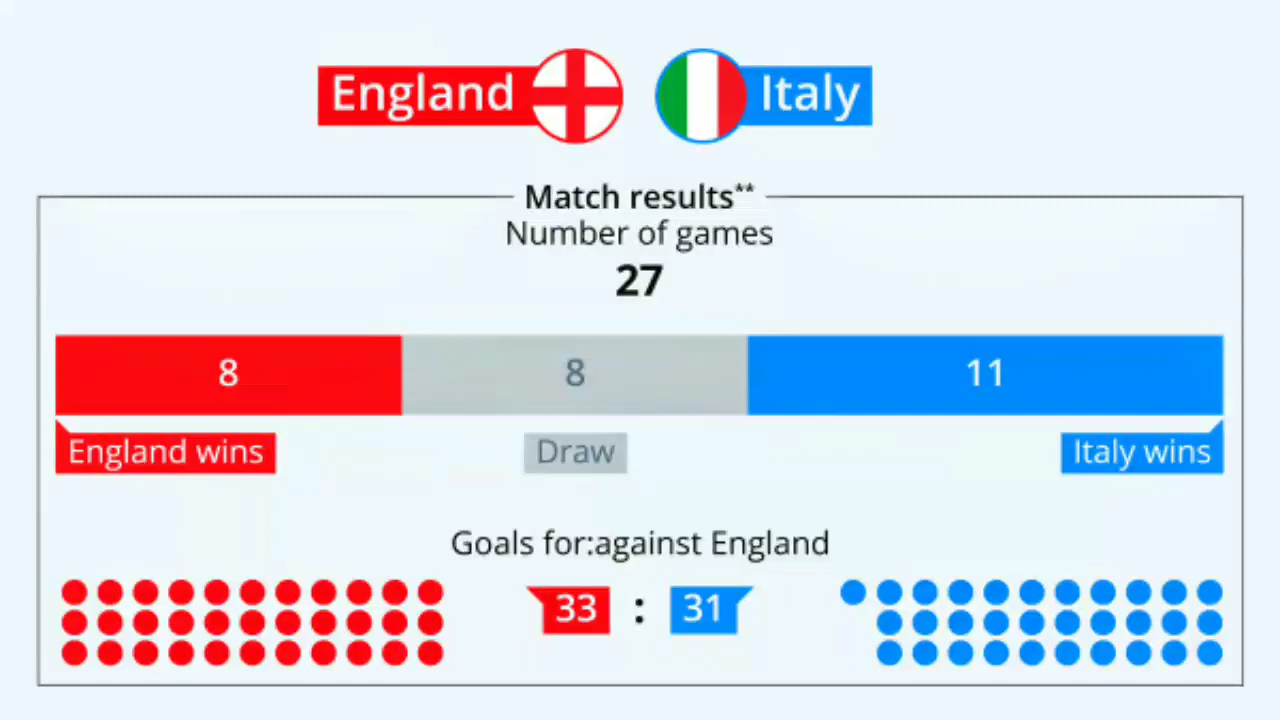 England Italy
Match results**
Number of games
27
8 8 11
England wins Draw Italy wins
Goals for:against England
33 : 31